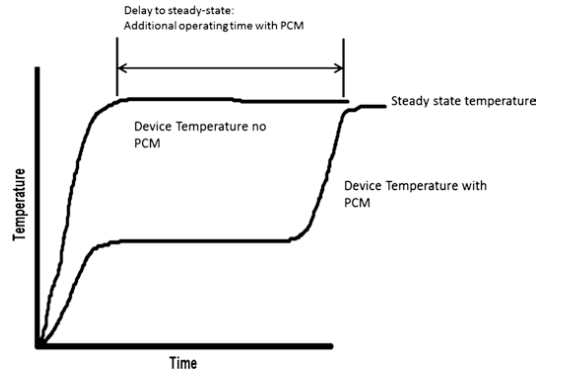 Delay to steady-state:
Additional operating time with PCM
Steady state temperature
Device Temperature no
PCM
Device Temperature with
PCM
Temperature
Time